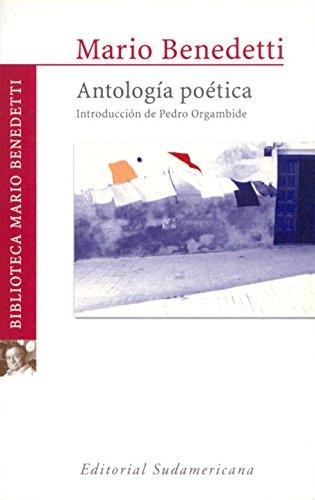 Mario Benedetti
Antología poética
Introducción de Pedro Orgambide
BIBLIOTECA MARIO BENEDETTI
Editorial Sudamericana